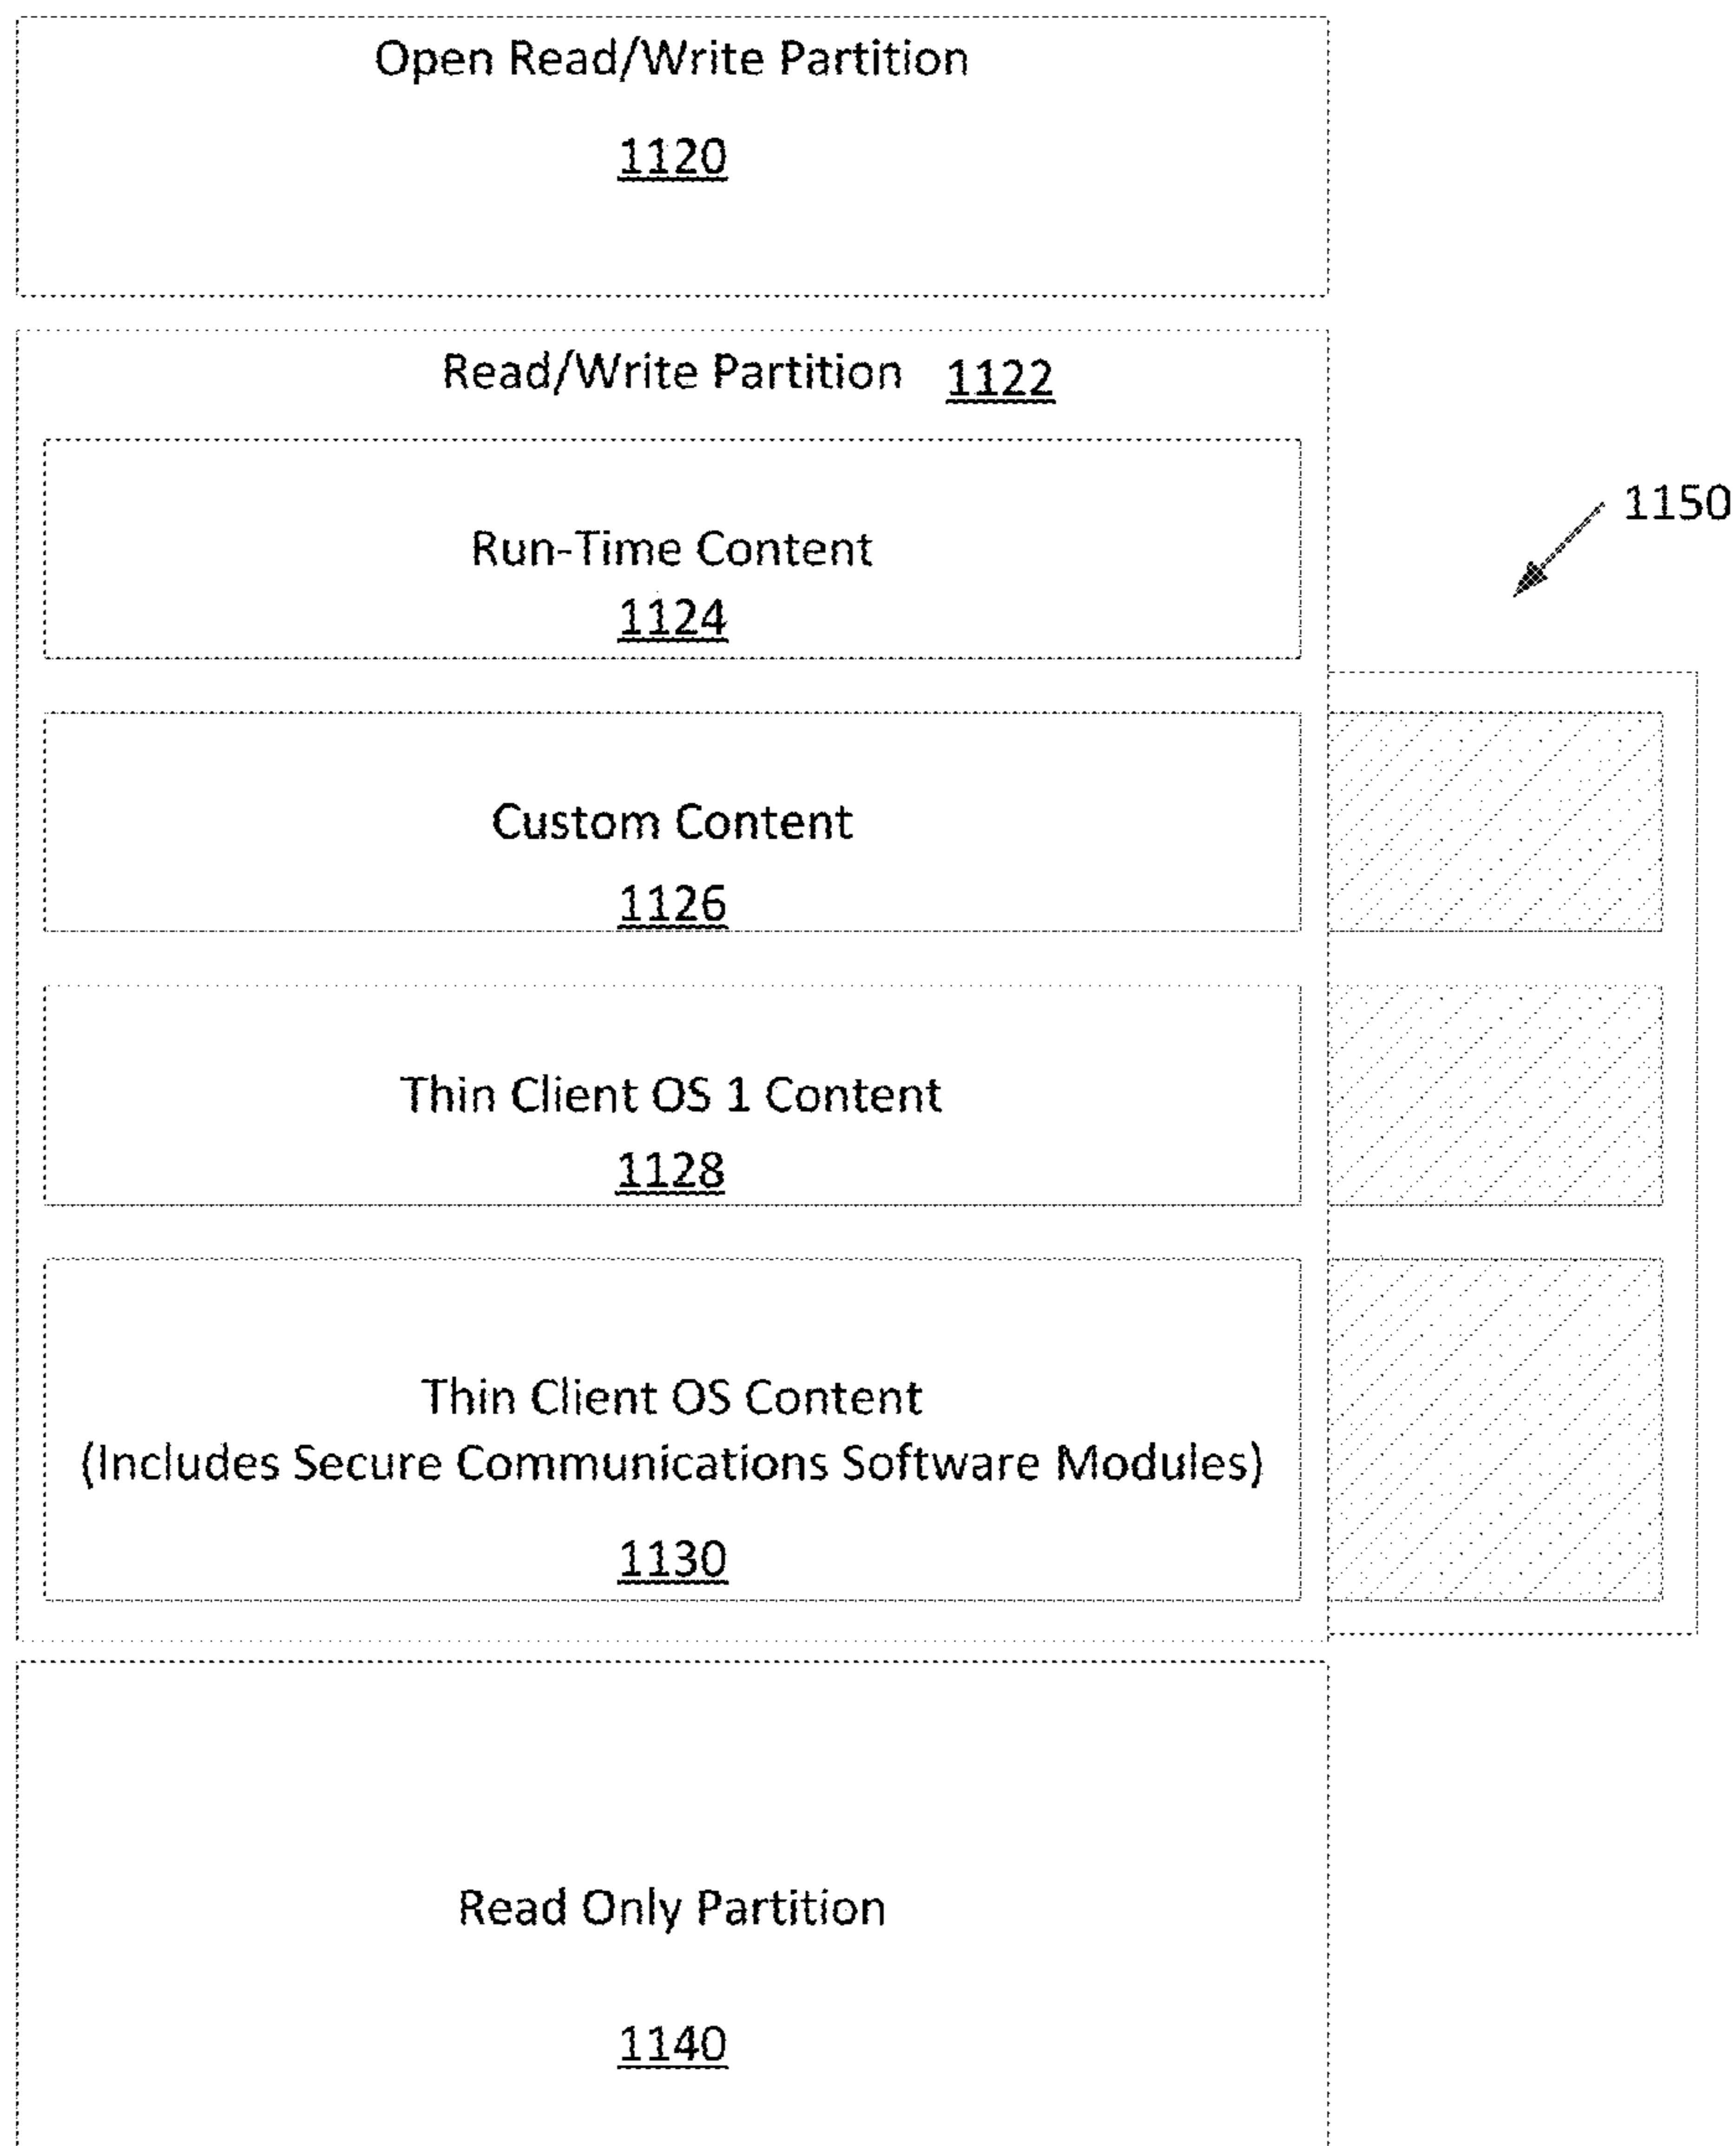 Open Read/Write Partition
1120
Read/Write Partition 1122
Run-Time Content
1124
1150
Custom Content
1126
Thin Client OS 1 Content
1128
Thin Client OS Content
(Includes Secure Communications Software Modules)
1130
Read Only Partition
1140